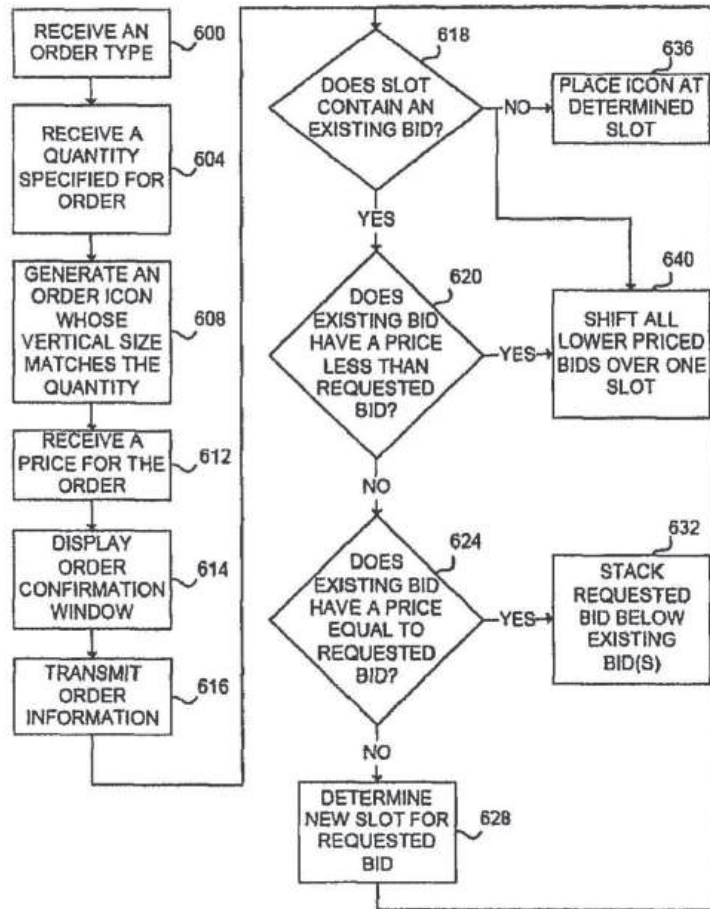 RECEIVE AN
ORDER TYPE
600
RECEIVE A
QUANTITY
SPECIFIED FOR
ORDER
604
GENERATE AN
ORDER ICON
WHOSE
VERTICAL SIZE
MATCHES THE
QUANTITY
608
RECEIVE A
PRICE FOR THE
ORDER
612
DISPLAY
ORDER
CONFIRMATION
WINDOW
614
TRANSMIT
ORDER
INFORMATION
616
618
DOES SLOT
CONTAIN AN
EXISTING BID?
NO
636
PLACE ICON AT
DETERMINED
SLOT
YES
620
DOES
EXISTING BID
HAVE A PRICE
LESS THAN
REQUESTED
BID?
YES
640
SHIFT ALL
LOWER PRICED
BIDS OVER ONE
SLOT
NO
624
DOES
EXISTING BID
HAVE A PRICE
EQUAL TO
REQUESTED
BID?
YES
632
STACK
REQUESTED
BID BELOW
EXISTING
BID(S)
NO
DETERMINE
NEW SLOT FOR
REQUESTED
BID
628